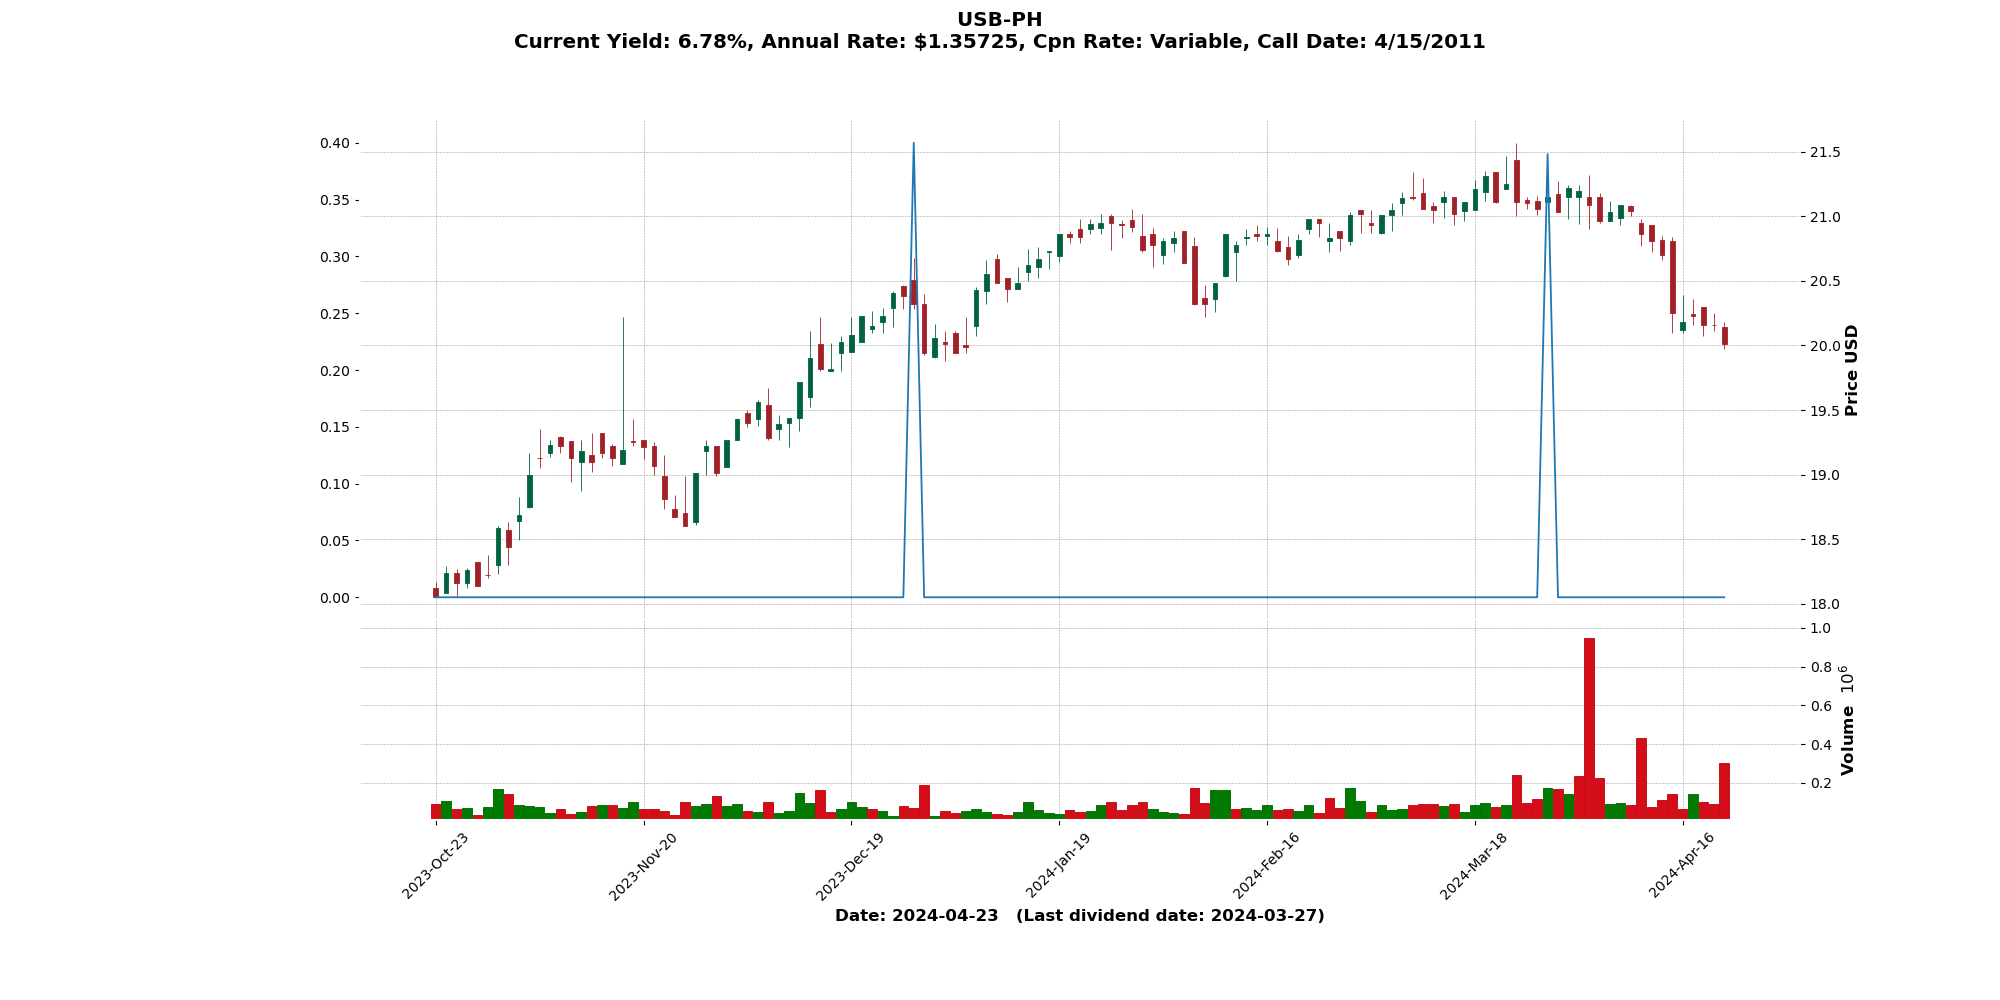 USB-PH
Current Yield: 6.78%, Annual Rate: $1.35725, Cpn Rate: Variable, Call Date: 4/15/2011
0.40
0.35
0.30
0.25
0.20
0.15
0.10
0.05
0.00
21.5
21.0
20.5
20.0
19.5
19.0
18.5
18.0
Price USD
1.0
0.8
0.6
0.4
0.2
Volume 10⁶
2023-Oct-23
2023-Nov-20
2023-Dec-19
2024-Jan-19
2024-Feb-16
2024-Mar-18
2024-Apr-16
Date: 2024-04-23 (Last dividend date: 2024-03-27)